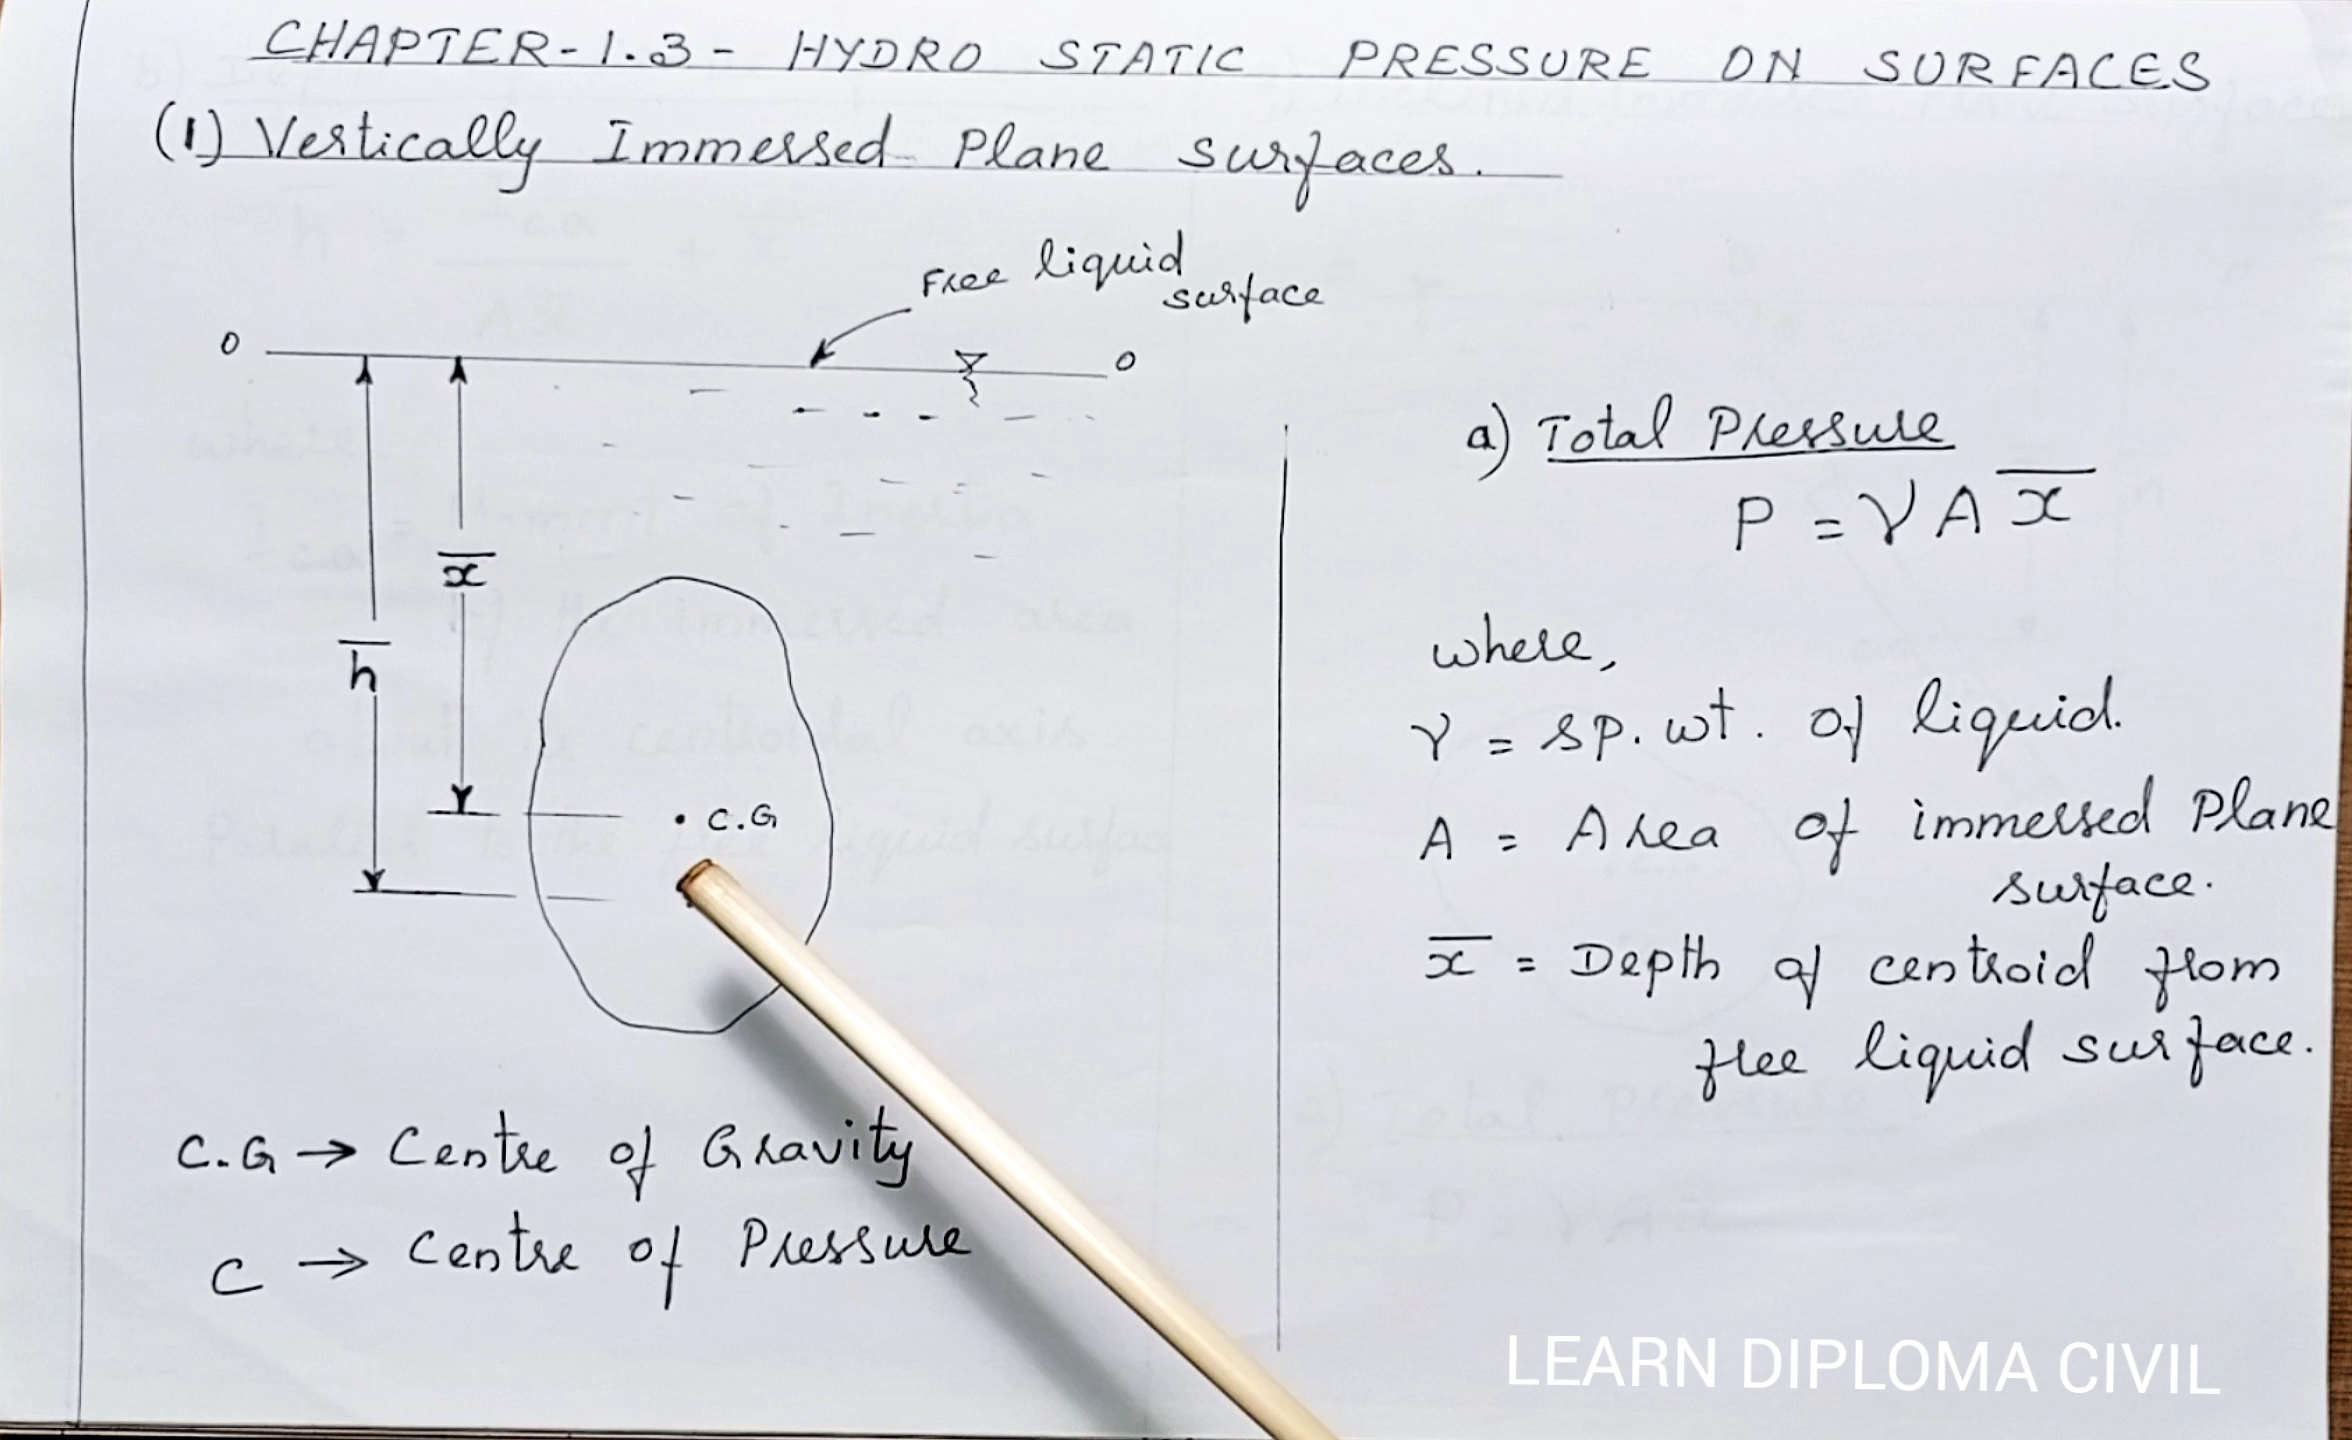 CHAPTER-1.3- HYDRO STATIC PRESSURE ON SURFACES
(1) Vertically Immersed Plane surfaces.
Free liquid
surface
O
O
x̅
h̅
C.G
C.G → Centre of Gravity
C → Centre of Pressure
a) Total Pressure
P = γ A x̅
where,
γ = sp. wt. of liquid.
A = Area of immersed Plane
surface.
x̅ = Depth of centroid from
free liquid surface.
LEARN DIPLOMA CIVIL